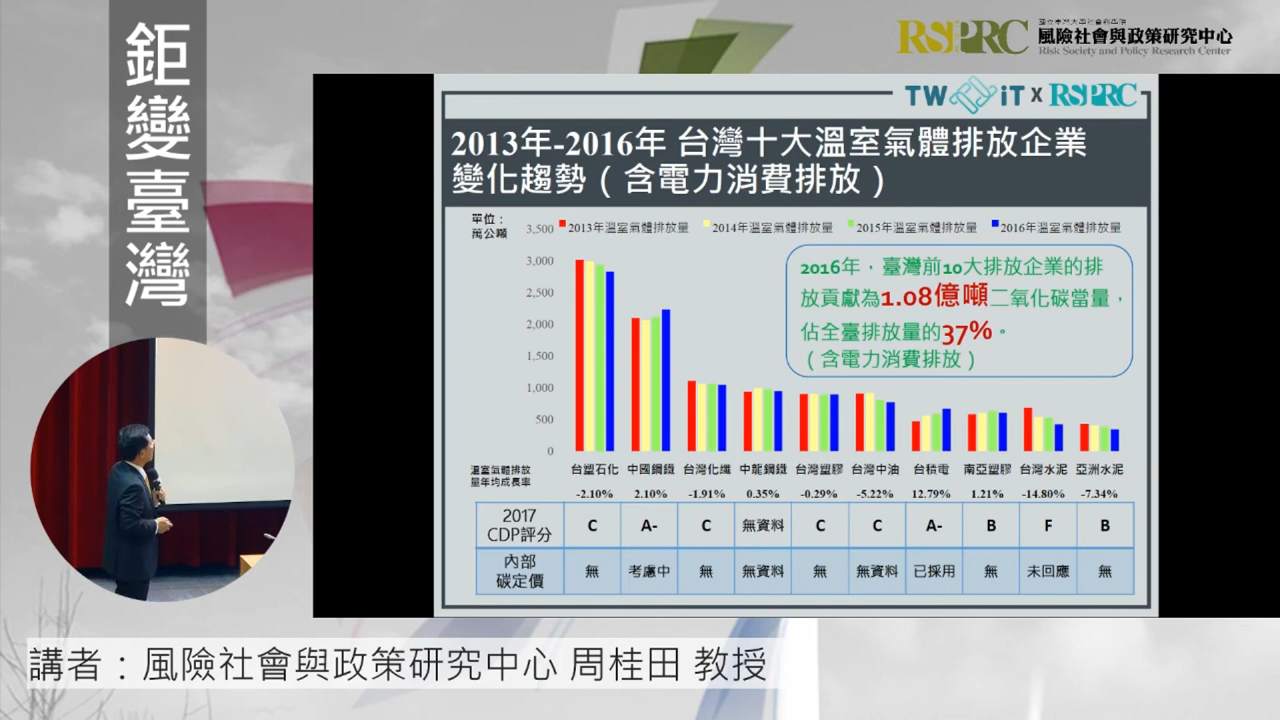 鉅變臺灣
RSPRC
國立臺灣大學社會科學院
風險社會與政策研究中心
Risk Society and Policy Research Center
TW iT x RSPRC
2013年-2016年 台灣十大溫室氣體排放企業
變化趨勢（含電力消費排放）
單位：
萬公噸
2013年溫室氣體排放量 2014年溫室氣體排放量 2015年溫室氣體排放量 2016年溫室氣體排放量
3,500
3,000
2,500
2,000
1,500
1,000
500
0
2016年，臺灣前10大排放企業的排
放貢獻為1.08億噸二氧化碳當量，
佔全臺排放量的37%。
（含電力消費排放）
台塑石化 中國鋼鐵 台灣化纖 中龍鋼鐵 台灣塑膠 台灣中油 台積電 南亞塑膠 台灣水泥 亞洲水泥
溫室氣體排放
量年均成長率
-2.10% 2.10% -1.91% 0.35% -0.29% -5.22% 12.79% 1.21% -14.80% -7.34%
2017
CDP評分
C A- C 無資料 C C A- B F B
內部
碳定價
無 考慮中 無 無資料 無 無資料 已採用 無 未回應 無
講者：風險社會與政策研究中心 周桂田 教授